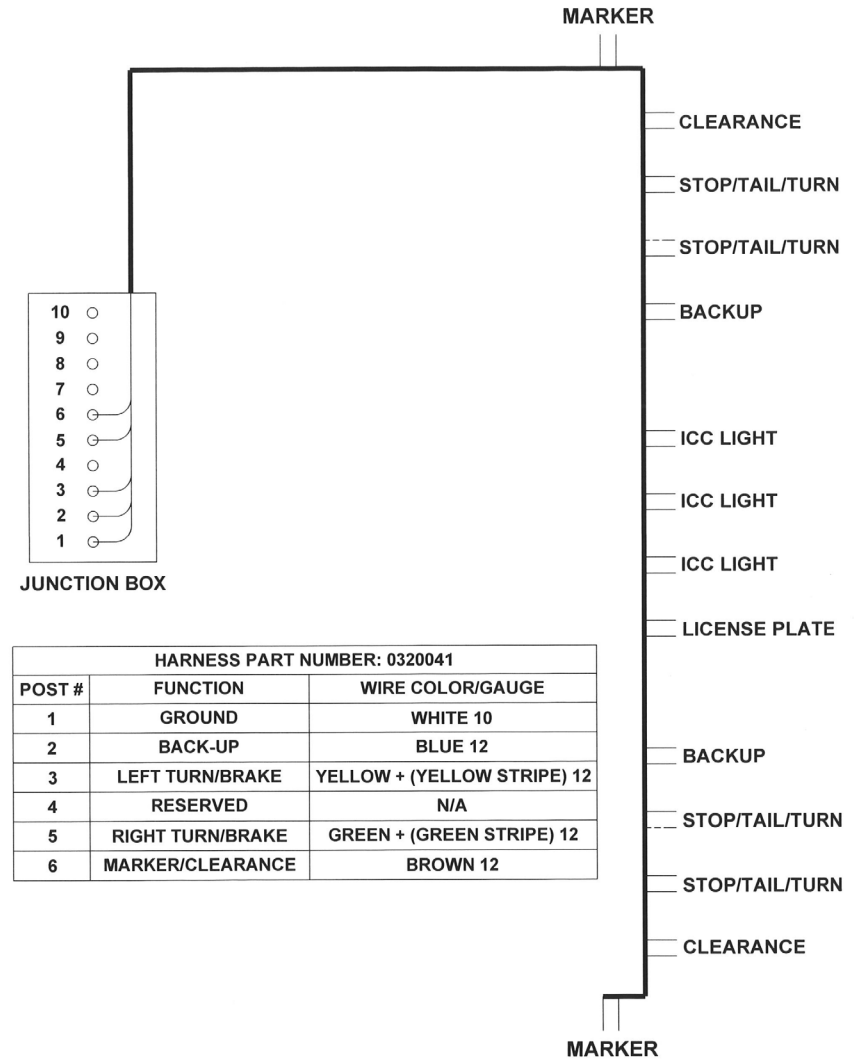 MARKER
CLEARANCE
STOP/TAIL/TURN
STOP/TAIL/TURN
BACKUP
ICC LIGHT
ICC LIGHT
ICC LIGHT
LICENSE PLATE
BACKUP
STOP/TAIL/TURN
STOP/TAIL/TURN
CLEARANCE
MARKER
10
9
8
7
6
5
4
3
2
1
JUNCTION BOX
HARNESS PART NUMBER: 0320041
POST # FUNCTION WIRE COLOR/GAUGE
1 GROUND WHITE 10
2 BACK-UP BLUE 12
3 LEFT TURN/BRAKE YELLOW + (YELLOW STRIPE) 12
4 RESERVED N/A
5 RIGHT TURN/BRAKE GREEN + (GREEN STRIPE) 12
6 MARKER/CLEARANCE BROWN 12